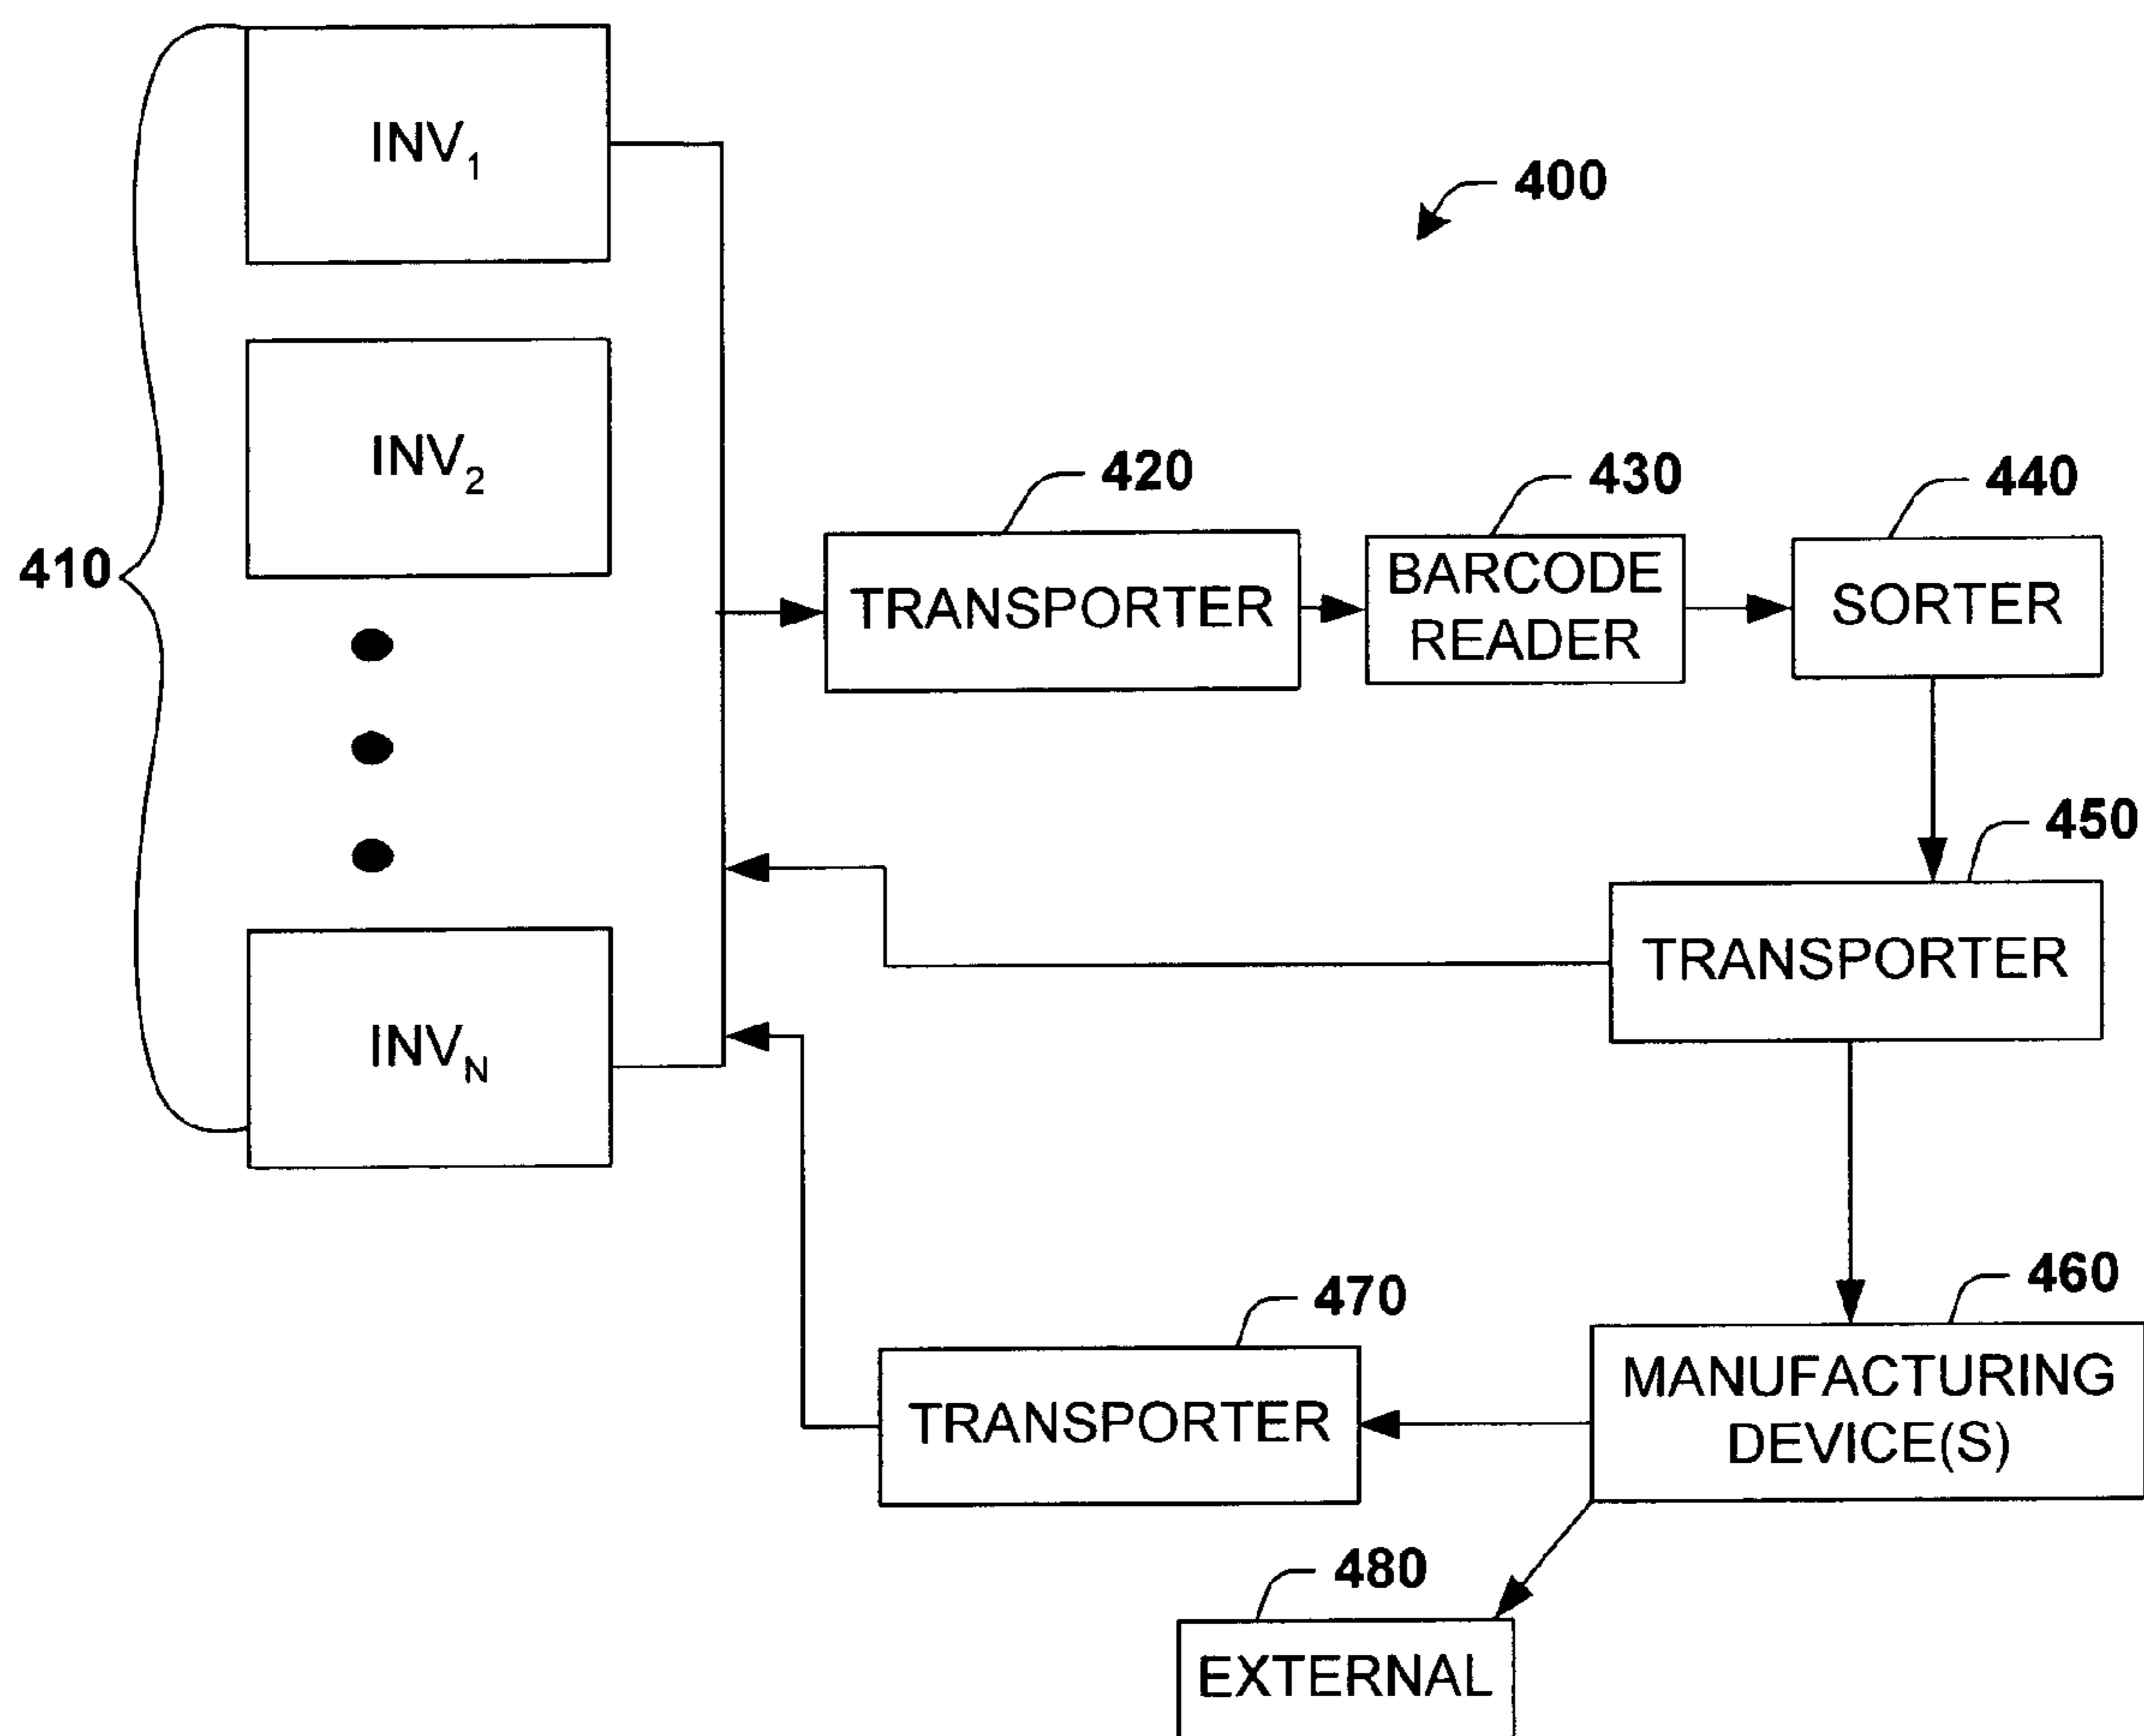 INV1
400
INV2
420
430
440
410
TRANSPORTER
BARCODE
READER
SORTER
450
TRANSPORTER
INVN
460
470
MANUFACTURING
DEVICE(S)
TRANSPORTER
480
EXTERNAL